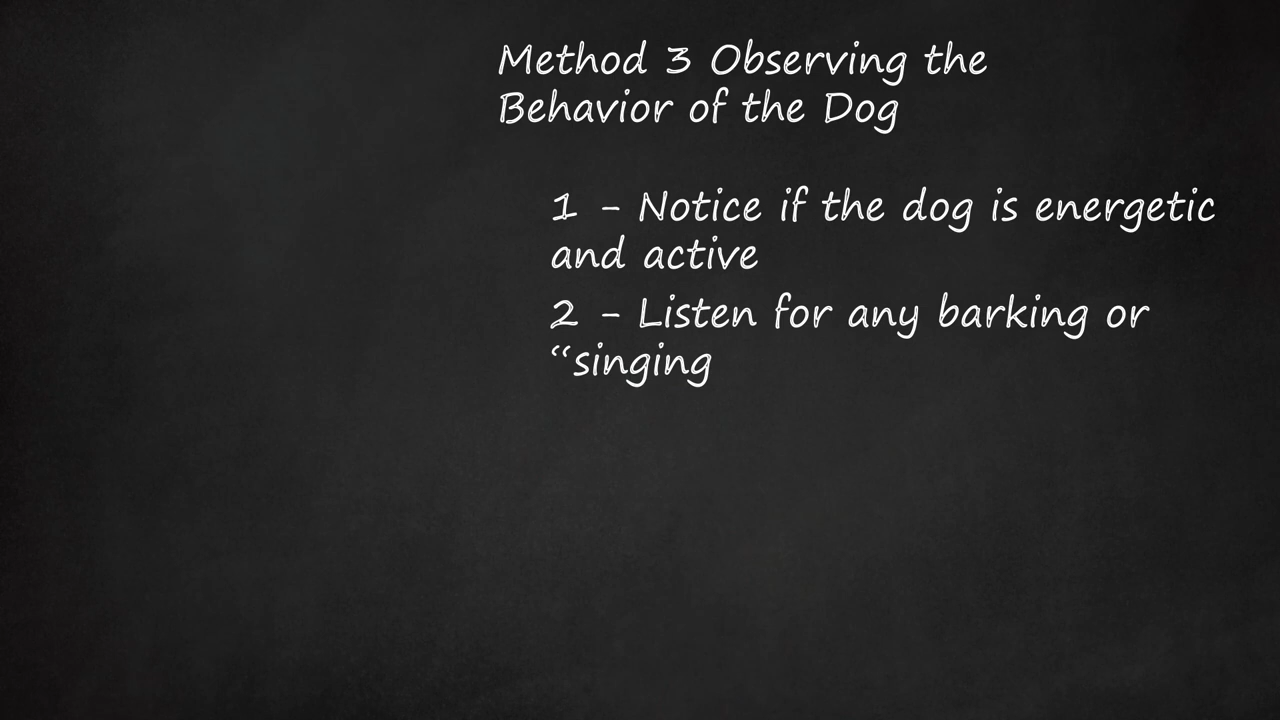 Method 3 Observing the
Behavior of the Dog
1 - Notice if the dog is energetic
and active
2 - Listen for any barking or
“singing